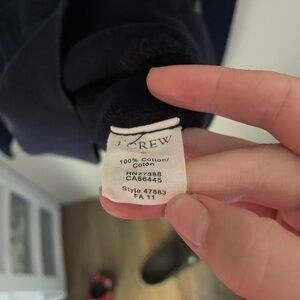 J.CREW
100% Cotton/
Coton
RN77388
CA56445
Style 47883
FA 11